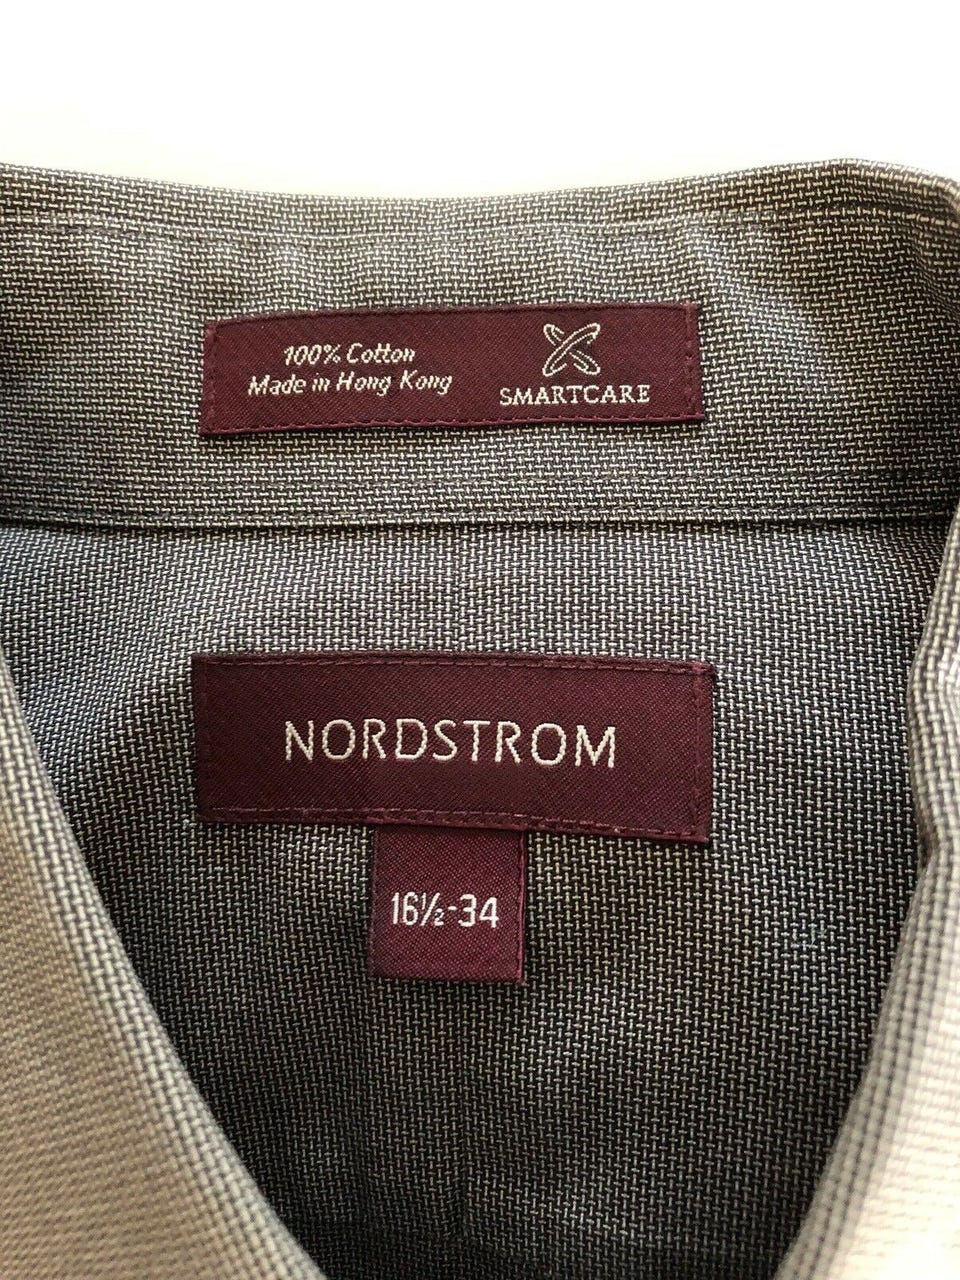 100% Cotton
Made in Hong Kong
SMARTCARE
NORDSTROM
16½-34